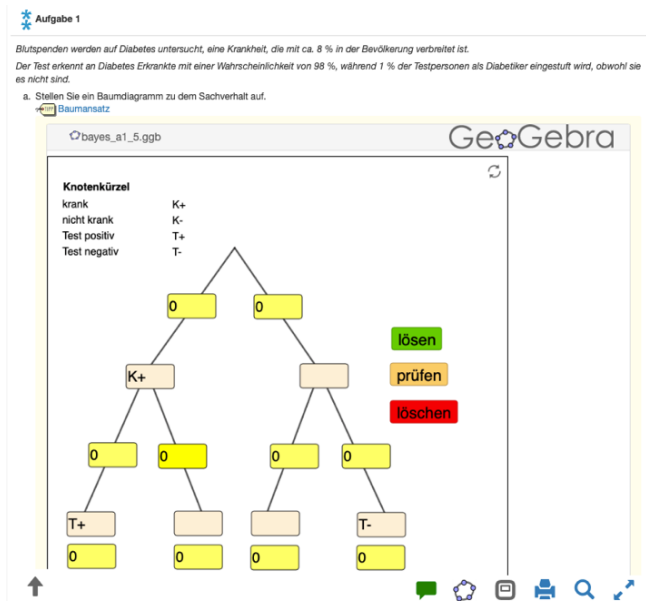 Aufgabe 1
Blutspenden werden auf Diabetes untersucht, eine Krankheit, die mit ca. 8 % in der Bevölkerung verbreitet ist.
Der Test erkennt an Diabetes Erkrankte mit einer Wahrscheinlichkeit von 98 %, während 1 % der Testpersonen als Diabetiker eingestuft wird, obwohl sie
es nicht sind.
a. Stellen Sie ein Baumdiagramm zu dem Sachverhalt auf.
Baumansatz
bayes_a1_5.ggb
GeoGebra
Knotenkürzel
krank K+
nicht krank K-
Test positiv T+
Test negativ T-
0 0
lösen
K+ prüfen
löschen
0 0 0 0
T+ T-
0 0 0 0